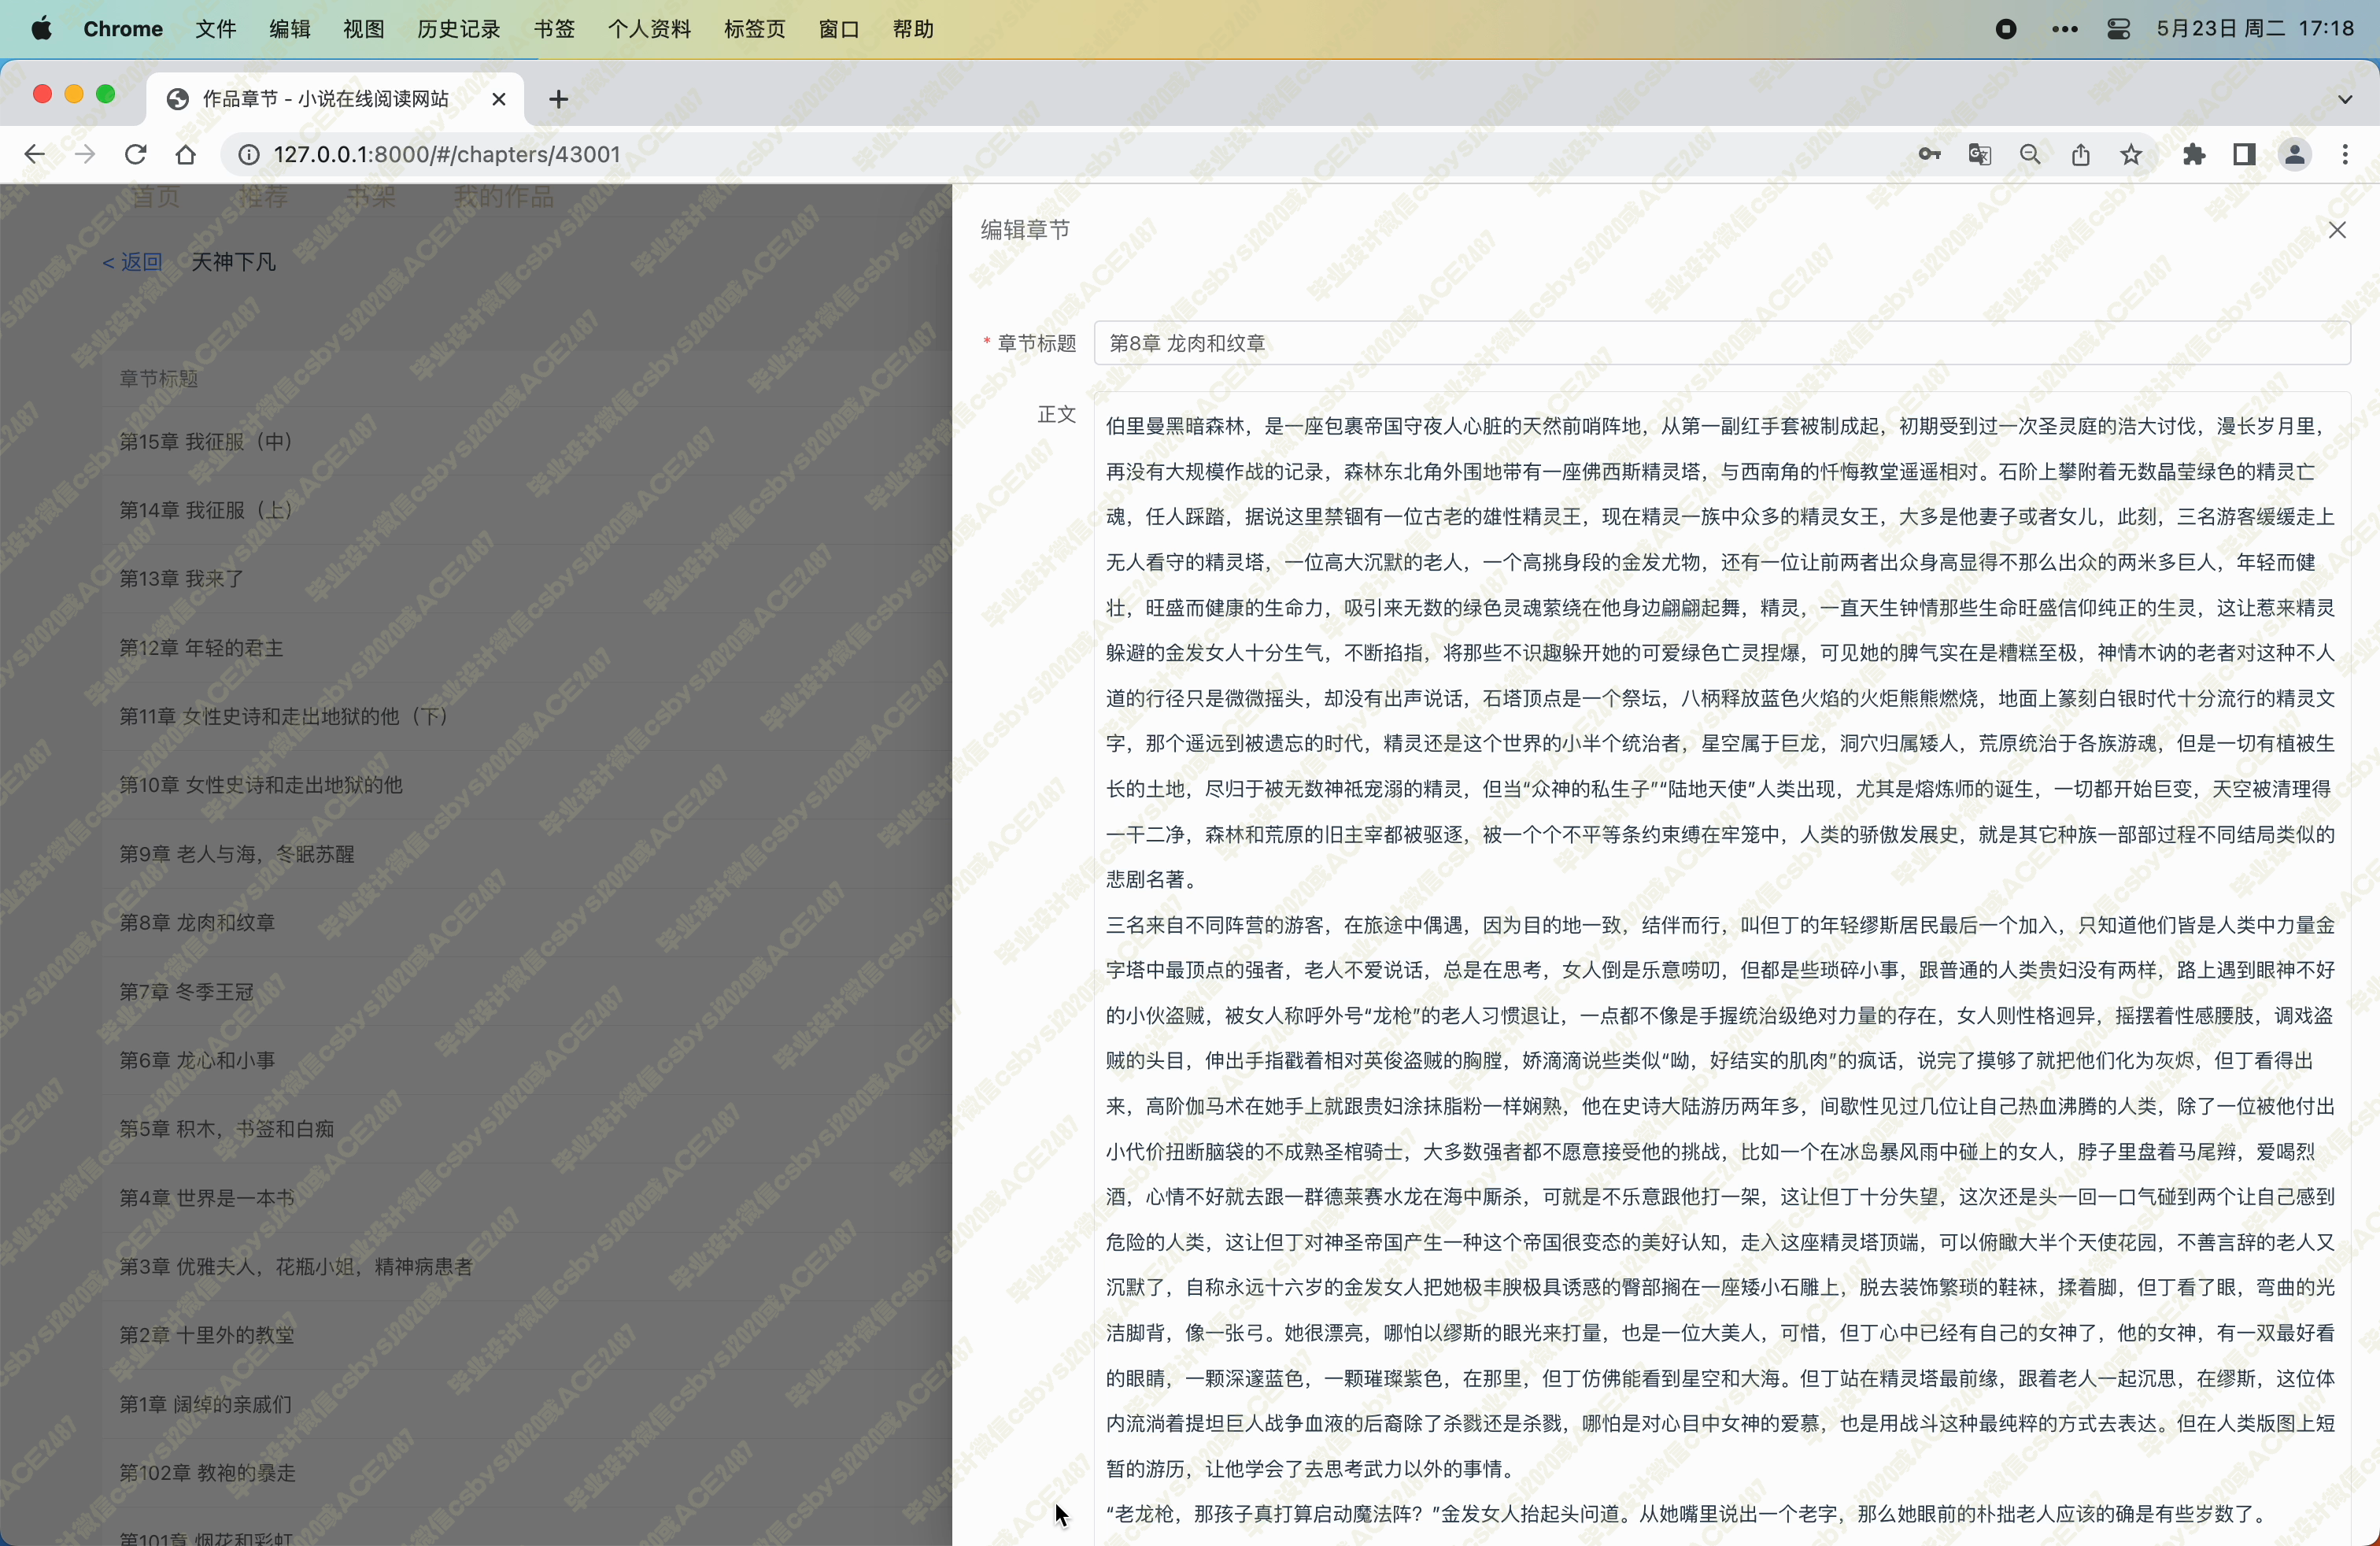 Chrome 文件 编辑 视图 历史记录 书签 个人资料 标签页 窗口 帮助 5月23日 周二 17:18
作品章节 - 小说在线阅读网站
127.0.0.1:8000/#/chapters/43001
首页 推荐 书架 我的作品
< 返回 天神下凡
章节标题
第15章 我征服（中）
第14章 我征服（上）
第13章 我来了
第12章 年轻的君主
第11章 女性史诗和走出地狱的他（下）
第10章 女性史诗和走出地狱的他
第9章 老人与海，冬眠苏醒
第8章 龙肉和纹章
第7章 冬季王冠
第6章 龙心和小事
第5章 积木，书签和白痴
第4章 世界是一本书
第3章 优雅夫人，花瓶小姐，精神病患者
第2章 十里外的教堂
第1章 阔绰的亲戚们
第102章 教袍的暴走
第101章 烟花和彩虹
编辑章节
* 章节标题 第8章 龙肉和纹章
正文
伯里曼黑暗森林，是一座包裹帝国守夜人心脏的天然前哨阵地，从第一副红手套被制成起，初期受到过一次圣灵庭的浩大讨伐，漫长岁月里，
再没有大规模作战的记录，森林东北角外围地带有一座佛西斯精灵塔，与西南角的忏悔教堂遥遥相对。石阶上攀附着无数晶莹绿色的精灵亡
魂，任人踩踏，据说这里禁锢有一位古老的雄性精灵王，现在精灵一族中众多的精灵女王，大多是他妻子或者女儿，此刻，三名游客缓缓走上
无人看守的精灵塔，一位高大沉默的老人，一个高挑身段的金发尤物，还有一位让前两者出众身高显得不那么出众的两米多巨人，年轻而健
壮，旺盛而健康的生命力，吸引来无数的绿色灵魂萦绕在他身边翩翩起舞，精灵，一直天生钟情那些生命旺盛信仰纯正的生灵，这让惹来精灵
躲避的金发女人十分生气，不断掐指，将那些不识趣躲开她的可爱绿色亡灵捏爆，可见她的脾气实在是糟糕至极，神情木讷的老者对这种不人
道的行径只是微微摇头，却没有出声说话，石塔顶点是一个祭坛，八柄释放蓝色火焰的火炬熊熊燃烧，地面上篆刻白银时代十分流行的精灵文
字，那个遥远到被遗忘的时代，精灵还是这个世界的小半个统治者，星空属于巨龙，洞穴归属矮人，荒原统治于各族游魂，但是一切有植被生
长的土地，尽归于被无数神祇宠溺的精灵，但当“众神的私生子”“陆地天使”人类出现，尤其是熔炼师的诞生，一切都开始巨变，天空被清理得
一干二净，森林和荒原的旧主宰都被驱逐，被一个个不平等条约束缚在牢笼中，人类的骄傲发展史，就是其它种族一部部过程不同结局类似的
悲剧名著。
三名来自不同阵营的游客，在旅途中偶遇，因为目的地一致，结伴而行，叫但丁的年轻缪斯居民最后一个加入，只知道他们皆是人类中力量金
字塔中最顶点的强者，老人不爱说话，总是在思考，女人倒是乐意唠叨，但都是些琐碎小事，跟普通的人类贵妇没有两样，路上遇到眼神不好
的小伙盗贼，被女人称呼外号“龙枪”的老人习惯退让，一点都不像是手握统治级绝对力量的存在，女人则性格迥异，摇摆着性感腰肢，调戏盗
贼的头目，伸出手指戳着相对英俊盗贼的胸膛，娇滴滴说些类似“呦，好结实的肌肉”的疯话，说完了摸够了就把他们化为灰烬，但丁看得出
来，高阶伽马术在她手上就跟贵妇涂抹脂粉一样娴熟，他在史诗大陆游历两年多，间歇性见过几位让自己热血沸腾的人类，除了一位被他付出
小代价扭断脑袋的不成熟圣棺骑士，大多数强者都不愿意接受他的挑战，比如一个在冰岛暴风雨中碰上的女人，脖子里盘着马尾辫，爱喝烈
酒，心情不好就去跟一群德莱赛水龙在海中厮杀，可就是不乐意跟他打一架，这让但丁十分失望，这次还是头一回一口气碰到两个让自己感到
危险的人类，这让但丁对神圣帝国产生一种这个帝国很变态的美好认知，走入这座精灵塔顶端，可以俯瞰大半个天使花园，不善言辞的老人又
沉默了，自称永远十六岁的金发女人把她极丰腴极具诱惑的臀部搁在一座矮小石雕上，脱去装饰繁琐的鞋袜，揉着脚，但丁看了眼，弯曲的光
洁脚背，像一张弓。她很漂亮，哪怕以缪斯的眼光来打量，也是一位大美人，可惜，但丁心中已经有自己的女神了，他的女神，有一双最好看
的眼睛，一颗深邃蓝色，一颗璀璨紫色，在那里，但丁仿佛能看到星空和大海。但丁站在精灵塔最前缘，跟着老人一起沉思，在缪斯，这位体
内流淌着提坦巨人战争血液的后裔除了杀戮还是杀戮，哪怕是对心目中女神的爱慕，也是用战斗这种最纯粹的方式去表达。但在人类版图上短
暂的游历，让他学会了去思考武力以外的事情。
“老龙枪，那孩子真打算启动魔法阵？”金发女人抬起头问道。从她嘴里说出一个老字，那么她眼前的朴拙老人应该的确是有些岁数了。
毕业设计微信csbysj2020或ACE2487